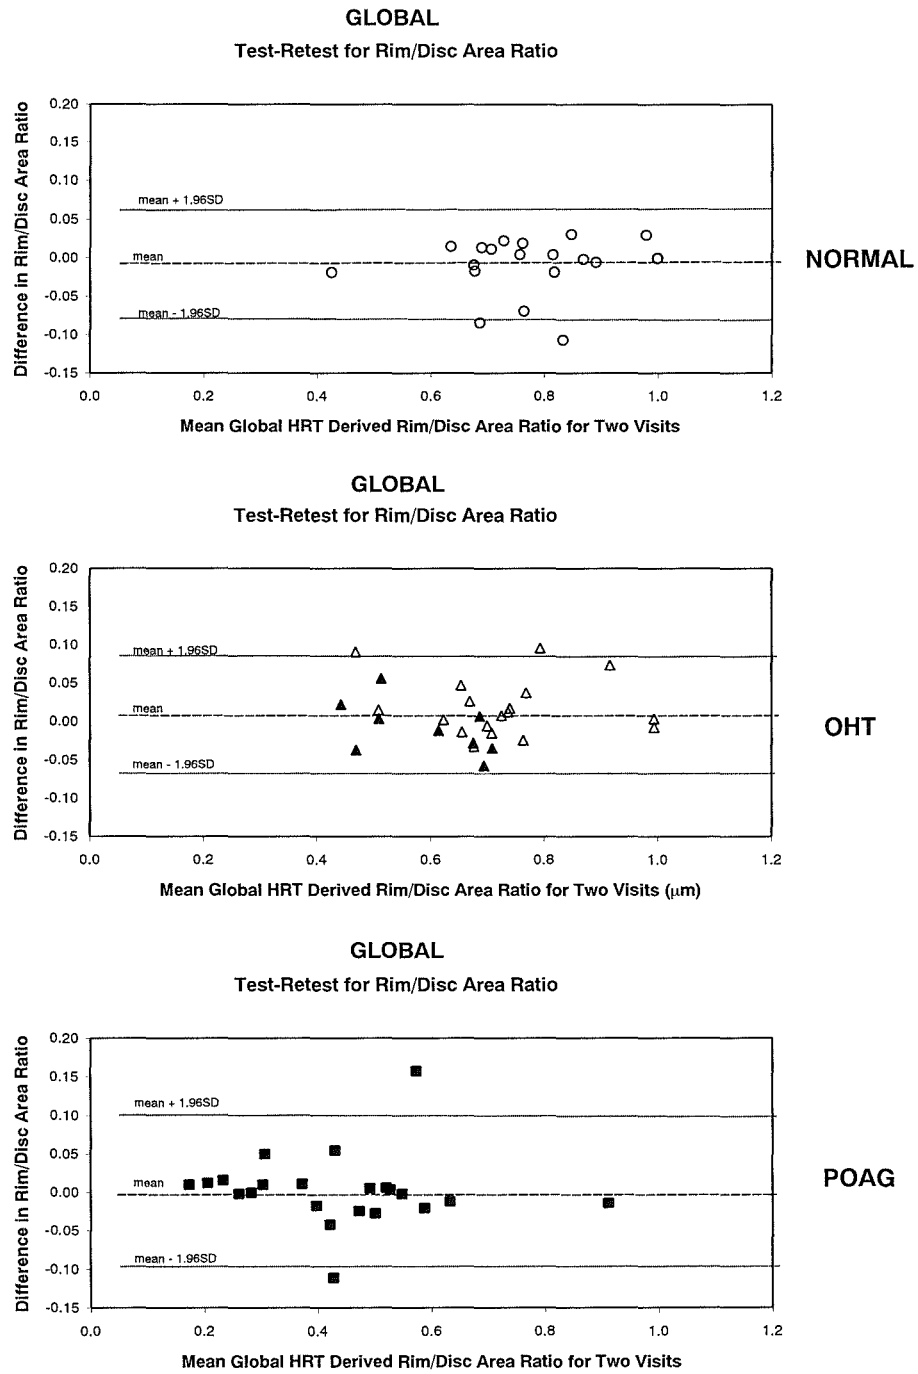 GLOBAL
Test-Retest for Rim/Disc Area Ratio
Difference in Rim/Disc Area Ratio
0.20
0.15
0.10
0.05
0.00
-0.05
-0.10
-0.15
mean + 1.96SD
mean
mean - 1.96SD
NORMAL
0.0 0.2 0.4 0.6 0.8 1.0 1.2
Mean Global HRT Derived Rim/Disc Area Ratio for Two Visits
GLOBAL
Test-Retest for Rim/Disc Area Ratio
Difference in Rim/Disc Area Ratio
0.20
0.15
0.10
0.05
0.00
-0.05
-0.10
-0.15
mean + 1.96SD
mean
mean - 1.96SD
OHT
0.0 0.2 0.4 0.6 0.8 1.0 1.2
Mean Global HRT Derived Rim/Disc Area Ratio for Two Visits (µm)
GLOBAL
Test-Retest for Rim/Disc Area Ratio
Difference in Rim/Disc Area Ratio
0.20
0.15
0.10
0.05
0.00
-0.05
-0.10
-0.15
mean + 1.96SD
mean
mean - 1.96SD
POAG
0.0 0.2 0.4 0.6 0.8 1.0 1.2
Mean Global HRT Derived Rim/Disc Area Ratio for Two Visits